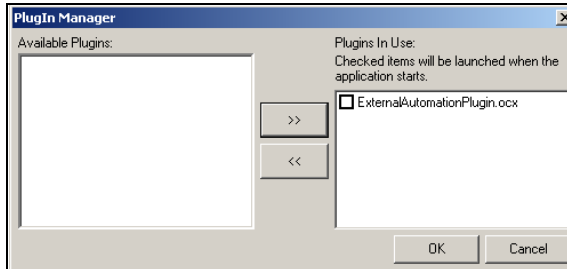 PlugIn Manager
Available Plugins:
Plugins In Use:
Checked items will be launched when the
application starts.
ExternalAutomationPlugin.ocx
>>
<<
OK
Cancel